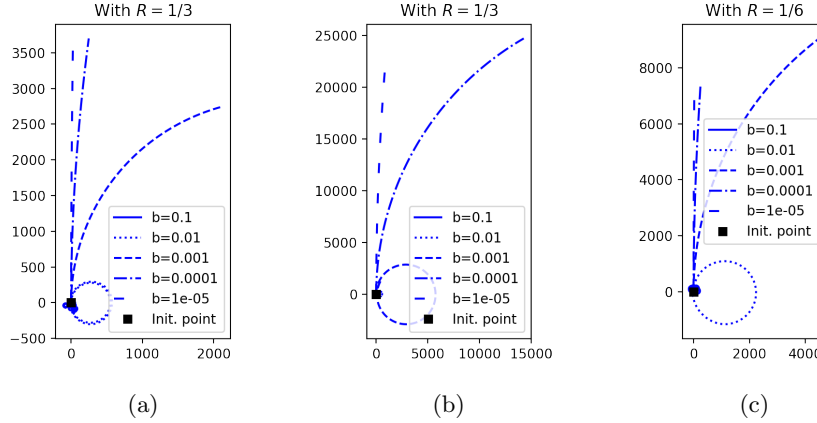 With R = 1/3
3500
3000
2500
2000
1500
1000
500
0
−500
0
1000
2000
b=0.1
b=0.01
b=0.001
b=0.0001
b=1e-05
Init. point
(a)
With R = 1/3
25000
20000
15000
10000
5000
0
0
5000
10000
15000
b=0.1
b=0.01
b=0.001
b=0.0001
b=1e-05
Init. point
(b)
With R = 1/6
8000
6000
4000
2000
0
0
2000
4000
b=0.1
b=0.01
b=0.001
b=0.0001
b=1e-05
Init. point
(c)